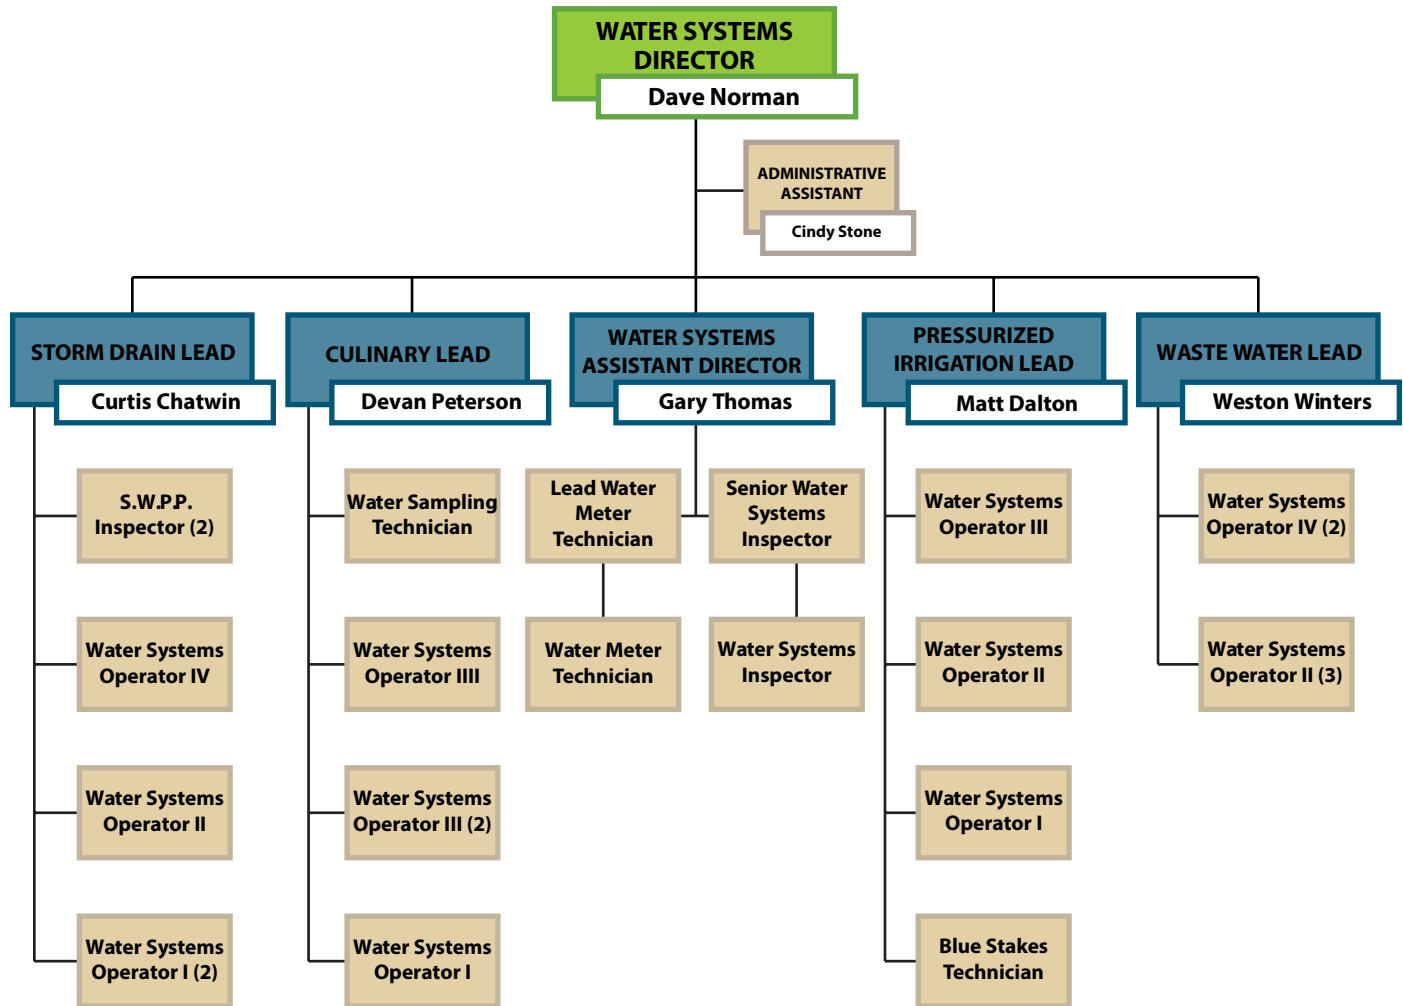 WATER SYSTEMS
DIRECTOR
Dave Norman
ADMINISTRATIVE
ASSISTANT
Cindy Stone
STORM DRAIN LEAD
Curtis Chatwin
CULINARY LEAD
Devan Peterson
WATER SYSTEMS
ASSISTANT DIRECTOR
Gary Thomas
PRESSURIZED
IRRIGATION LEAD
Matt Dalton
WASTE WATER LEAD
Weston Winters
S.W.P.P.
Inspector (2)
Water Systems
Operator IV
Water Systems
Operator II
Water Systems
Operator I (2)
Water Sampling
Technician
Water Systems
Operator IIII
Water Systems
Operator III (2)
Water Systems
Operator I
Lead Water
Meter
Technician
Water Meter
Technician
Senior Water
Systems
Inspector
Water Systems
Inspector
Water Systems
Operator III
Water Systems
Operator II
Water Systems
Operator I
Blue Stakes
Technician
Water Systems
Operator IV (2)
Water Systems
Operator II (3)